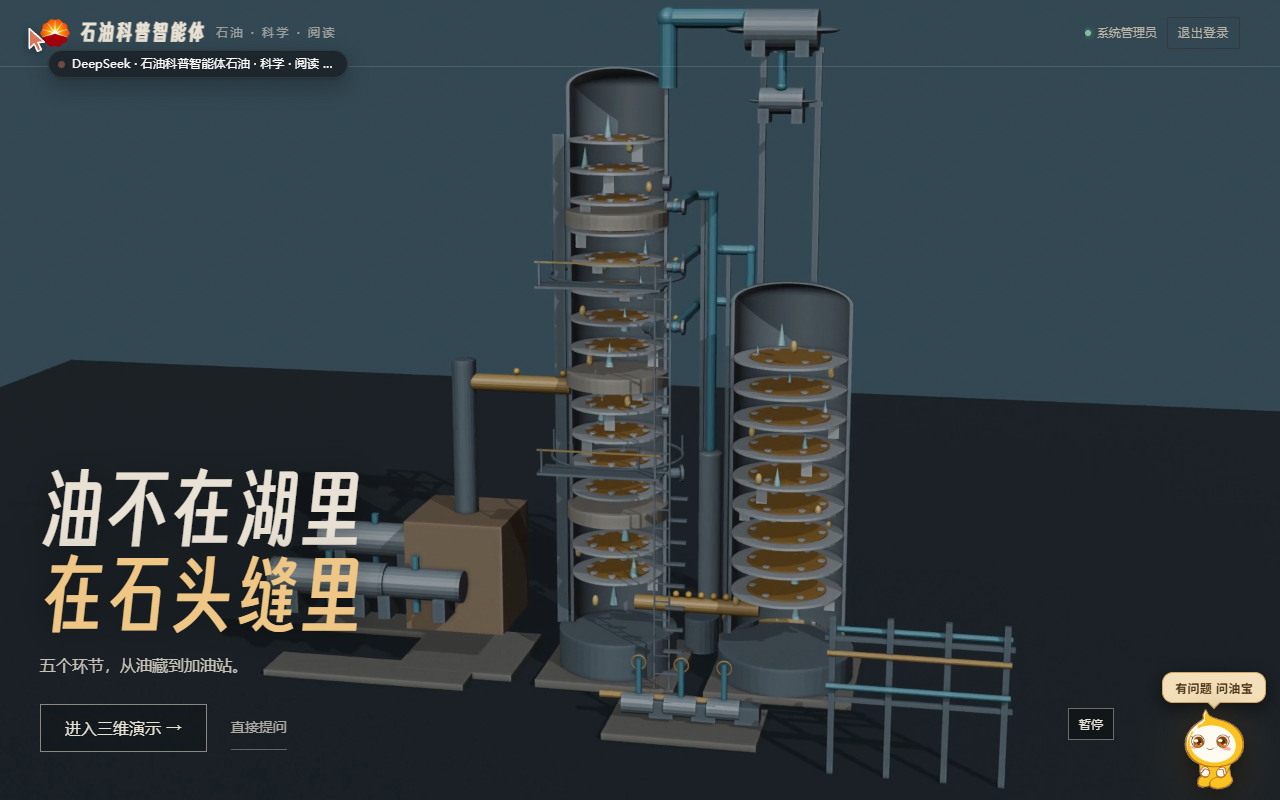 石油科普智能体 石油 · 科学 · 阅读
系统管理员 退出登录
DeepSeek · 石油科普智能体石油 · 科学 · 阅读 ...
油不在湖里
在石头缝里
五个环节，从油藏到加油站。
进入三维演示 → 直接提问
有问题 问油宝
暂停